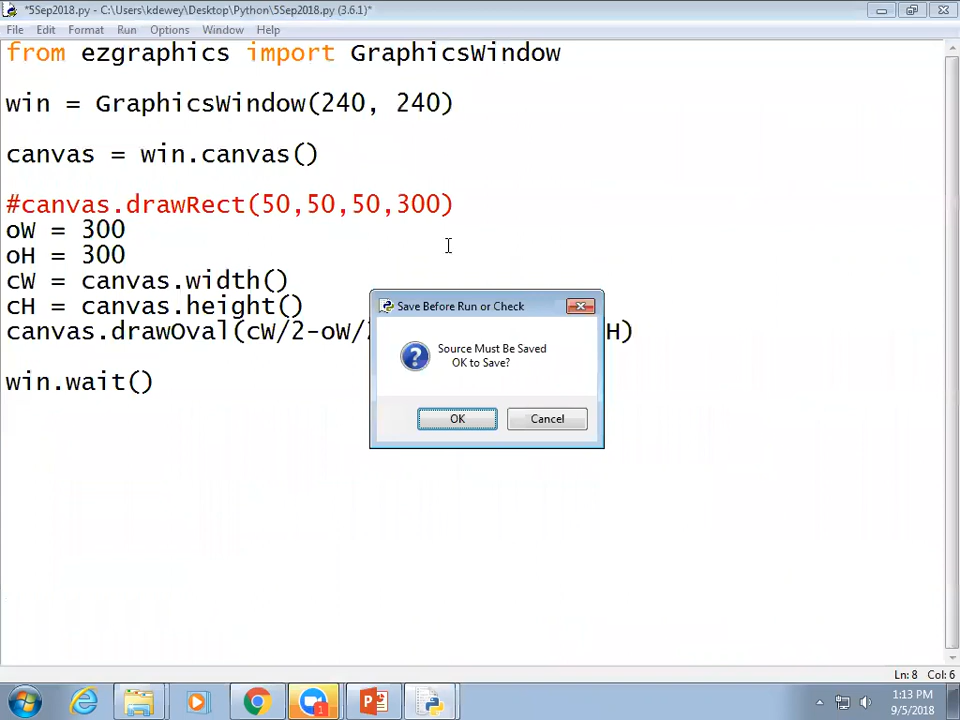 *5Sep2018.py - C:\Users\kdewey\Desktop\Python\5Sep2018.py (3.6.1)*
File Edit Format Run Options Window Help
from ezgraphics import GraphicsWindow
win = GraphicsWindow(240, 240)
canvas = win.canvas()
#canvas.drawRect(50,50,50,300)
oW = 300
oH = 300
cW = canvas.width()
cH = canvas.height()
canvas.drawOval(cW/2-oW/ H)
win.wait()
Save Before Run or Check
Source Must Be Saved
OK to Save?
OK Cancel
Ln: 8 Col: 6
1
1:13 PM
9/5/2018